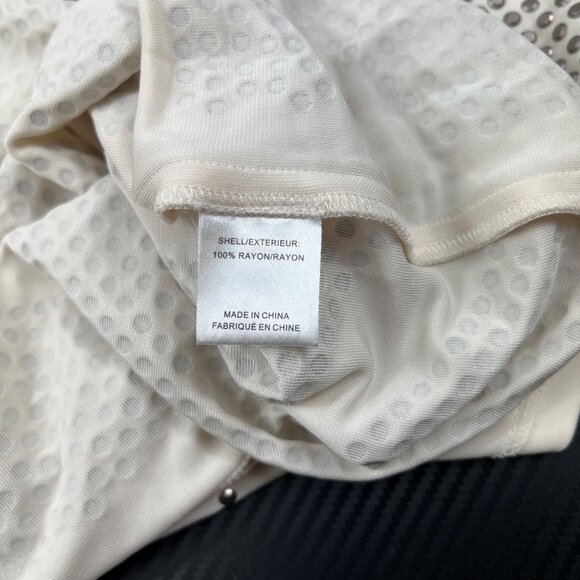 SHELL/EXTERIEUR:
100% RAYON/RAYON
MADE IN CHINA
FABRIQUÉ EN CHINE